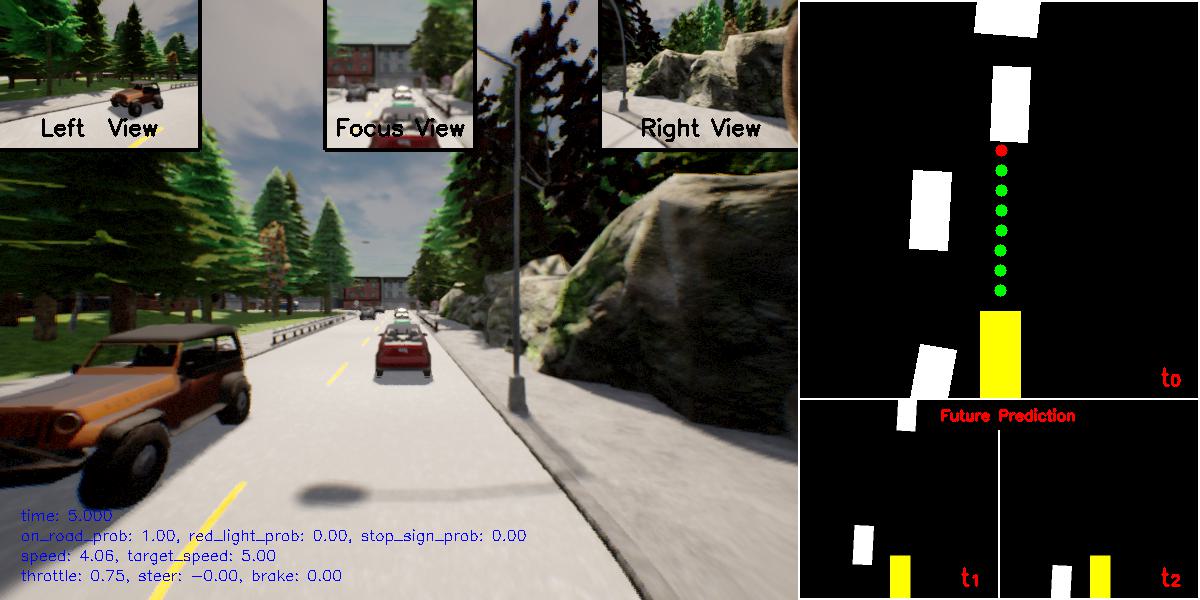 Left View
Focus View
Right View
t0
Future Prediction
t1
t2
time: 5.000
on_road_prob: 1.00, red_light_prob: 0.00, stop_sign_prob: 0.00
speed: 4.06, target_speed: 5.00
throttle: 0.75, steer: −0.00, brake: 0.00